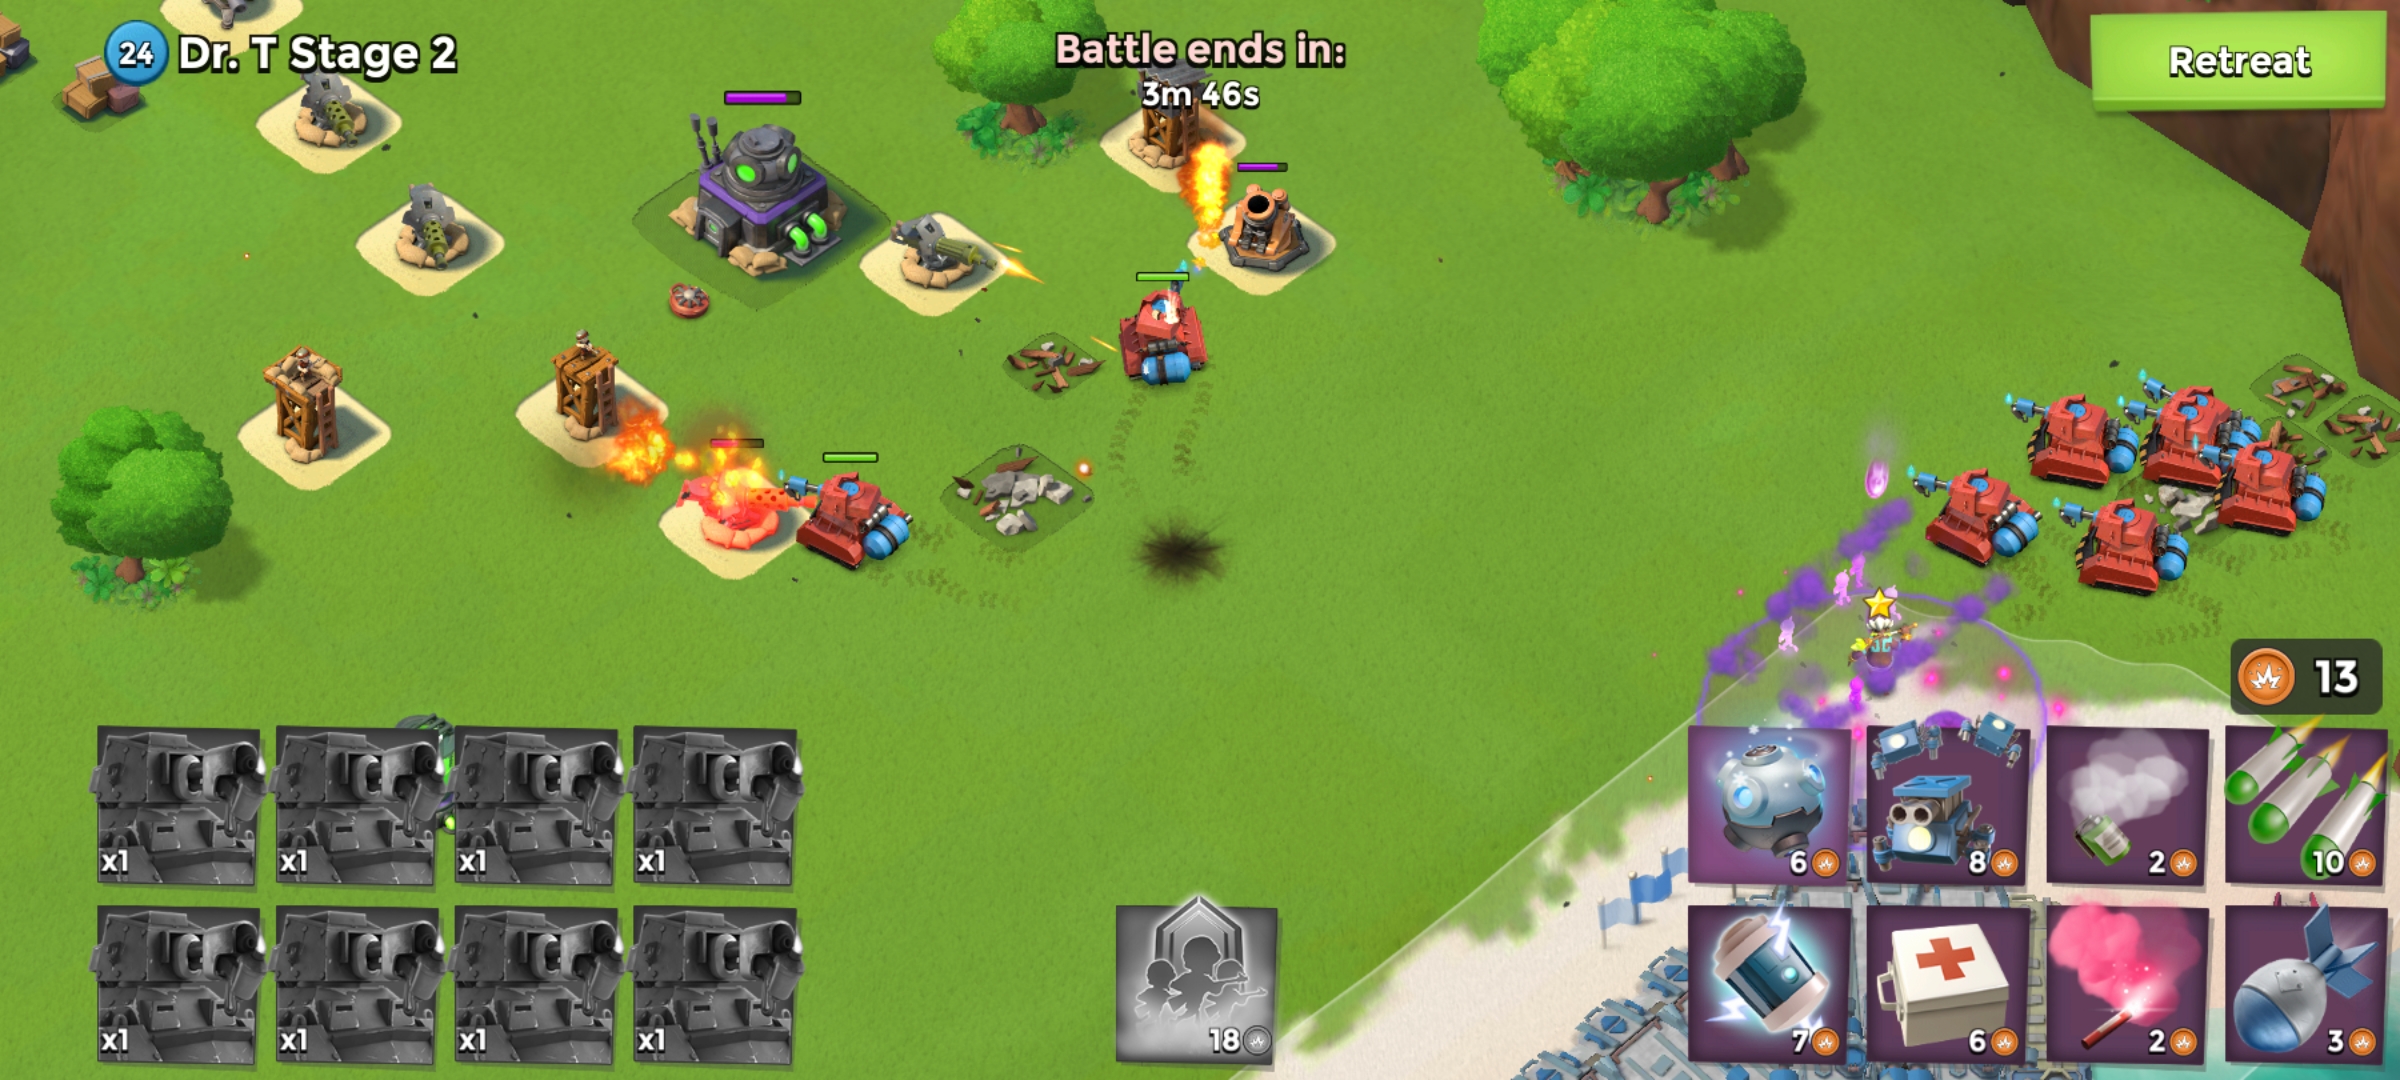 24 Dr. T Stage 2
Battle ends in:
3m 46s
Retreat
13
x1 x1 x1 x1
6 8 2 10
x1 x1 x1 x1
18
7 6 2 3